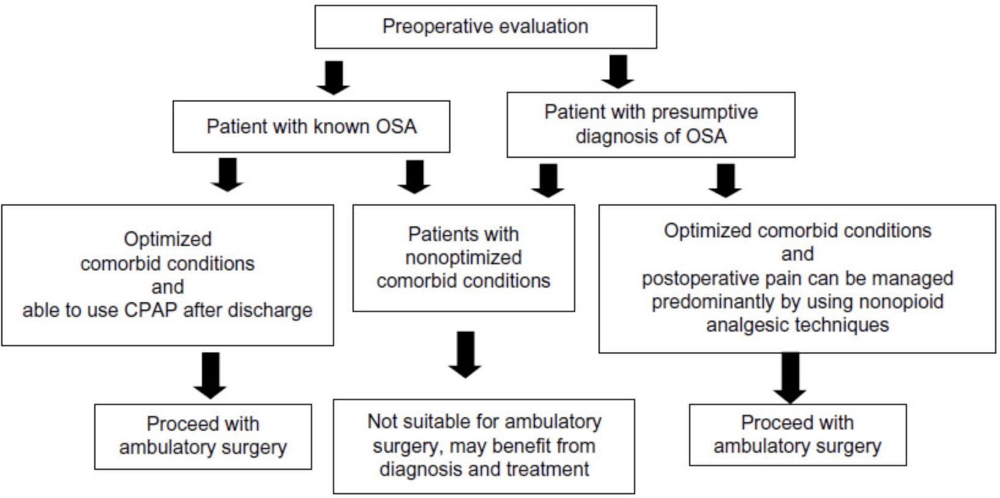 Preoperative evaluation
Patient with known OSA
Patient with presumptive
diagnosis of OSA
Optimized
comorbid conditions
and
able to use CPAP after discharge
Patients with
nonoptimized
comorbid conditions
Optimized comorbid conditions
and
postoperative pain can be managed
predominantly by using nonopioid
analgesic techniques
Proceed with
ambulatory surgery
Not suitable for ambulatory
surgery, may benefit from
diagnosis and treatment
Proceed with
ambulatory surgery